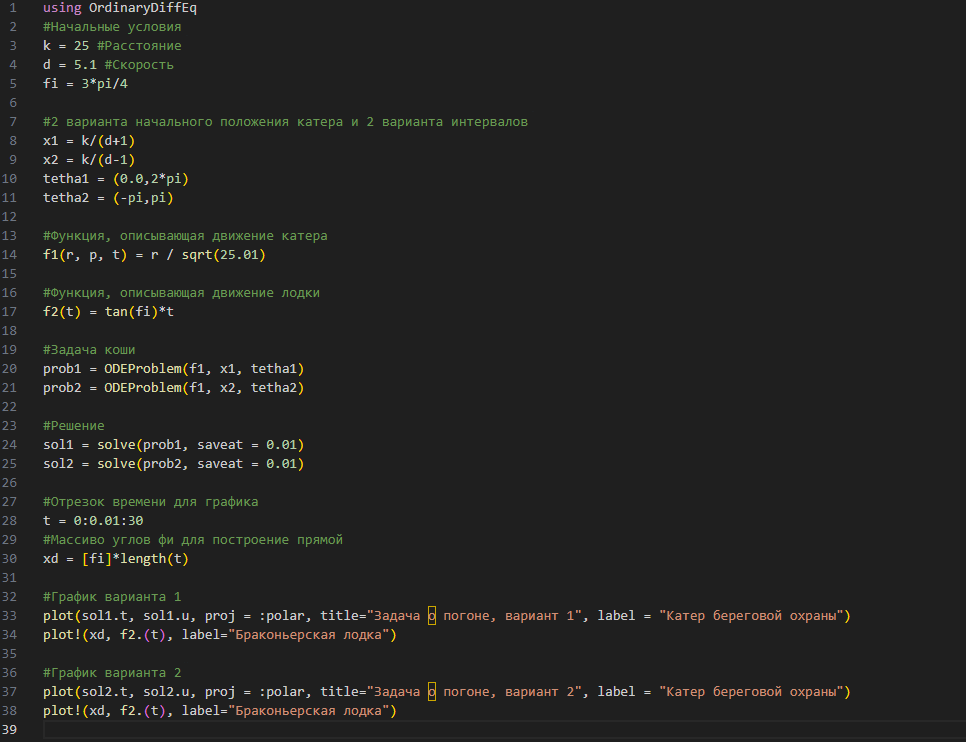 1 using OrdinaryDiffEq
2 #Начальные условия
3 k = 25 #Расстояние
4 d = 5.1 #Скорость
5 fi = 3*pi/4
6
7 #2 варианта начального положения катера и 2 варианта интервалов
8 x1 = k/(d+1)
9 x2 = k/(d-1)
10 tetha1 = (0.0,2*pi)
11 tetha2 = (-pi,pi)
12
13 #Функция, описывающая движение катера
14 f1(r, p, t) = r / sqrt(25.01)
15
16 #Функция, описывающая движение лодки
17 f2(t) = tan(fi)*t
18
19 #Задача коши
20 prob1 = ODEProblem(f1, x1, tetha1)
21 prob2 = ODEProblem(f1, x2, tetha2)
22
23 #Решение
24 sol1 = solve(prob1, saveat = 0.01)
25 sol2 = solve(prob2, saveat = 0.01)
26
27 #Отрезок времени для графика
28 t = 0:0.01:30
29 #Массиво углов фи для построение прямой
30 xd = [fi]*length(t)
31
32 #График варианта 1
33 plot(sol1.t, sol1.u, proj = :polar, title="Задача о погоне, вариант 1", label = "Катер береговой охраны")
34 plot!(xd, f2.(t), label="Браконьерская лодка")
35
36 #График варианта 2
37 plot(sol2.t, sol2.u, proj = :polar, title="Задача о погоне, вариант 2", label = "Катер береговой охраны")
38 plot!(xd, f2.(t), label="Браконьерская лодка")
39